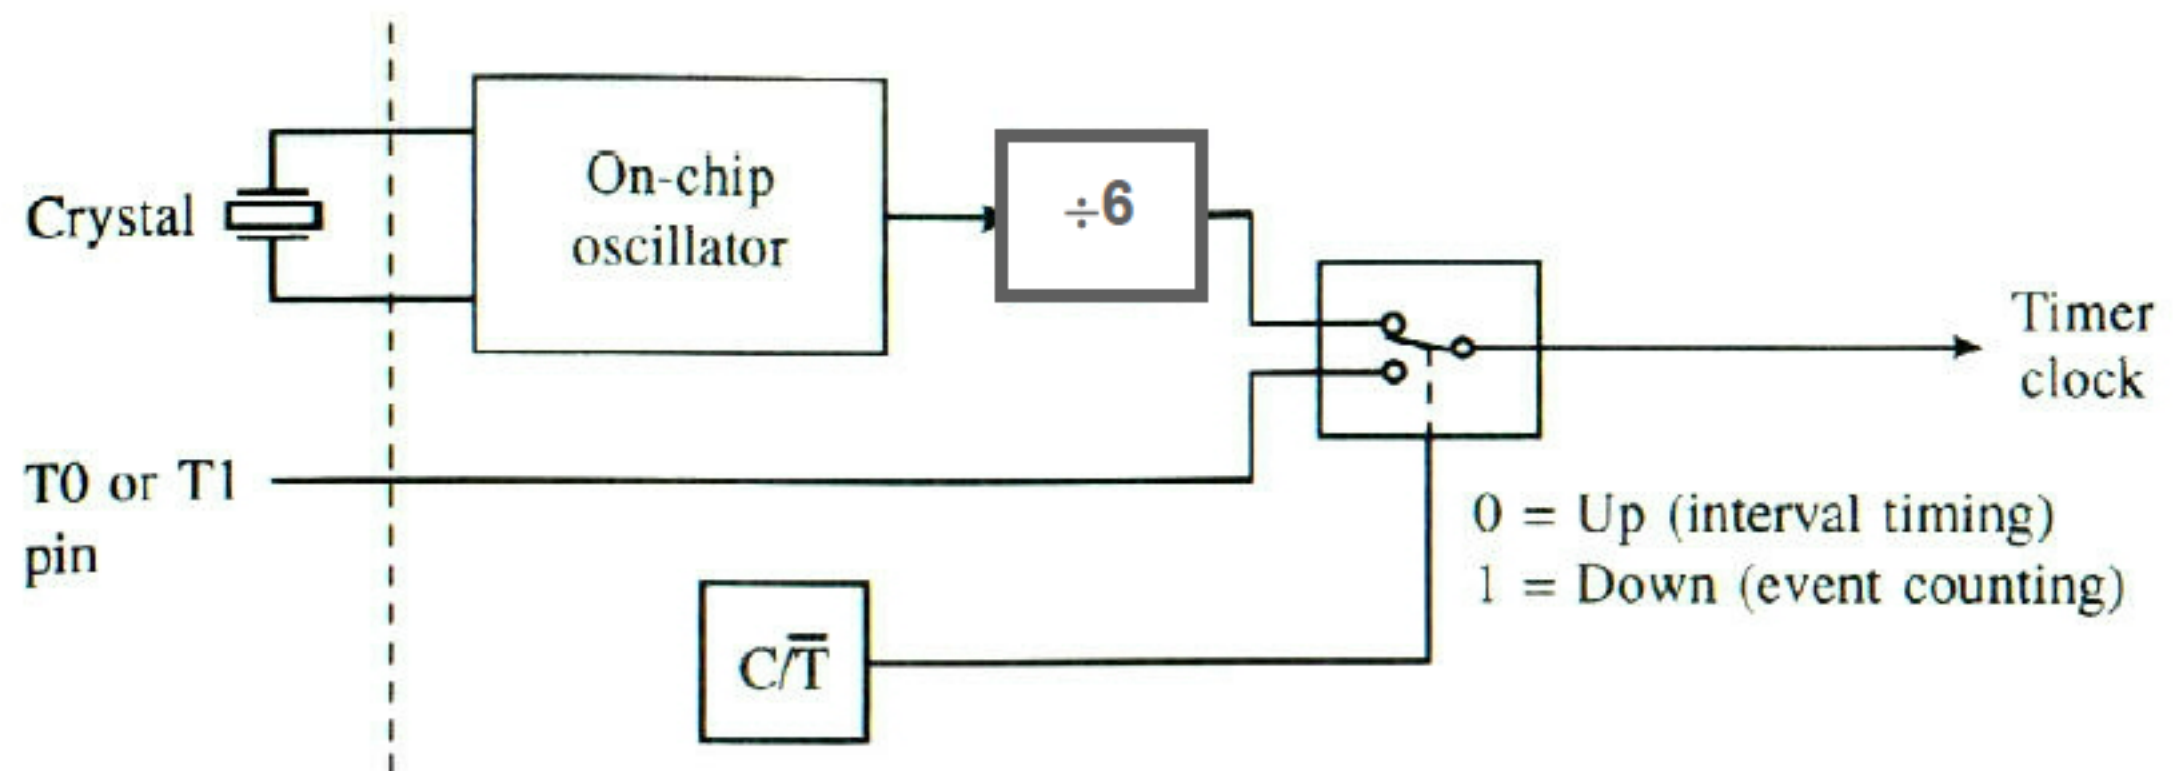 Crystal
On-chip
oscillator
÷6
Timer
clock
T0 or T1
pin
0 = Up (interval timing)
1 = Down (event counting)
C/T̅